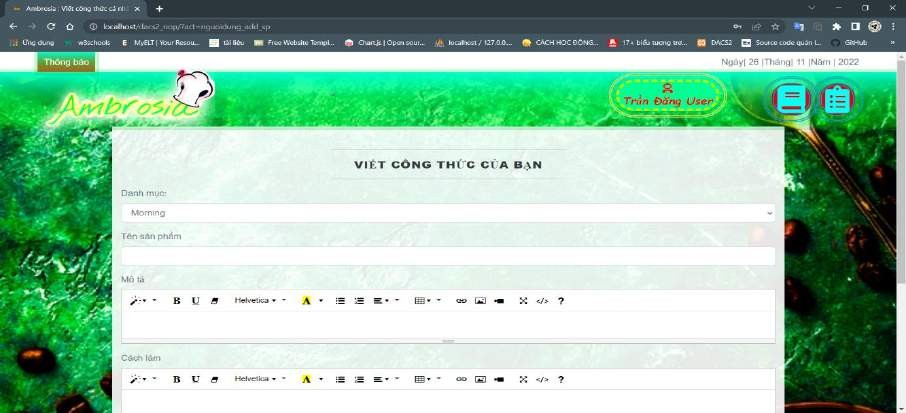 Ambrosia : Viết công thức cá nhâ
localhost/dacs2_oop/?act=nguoidung_add_sp
Ứng dụng w3schools MyELT | Your Resou... tài liệu Free Website Templ... Chart.js | Open sour... localhost / 127.0.0.... CÁCH HỌC ĐỘNG... 17+ biểu tượng tro... DACS2 Source code quản l... GitHub »
Thông báo Ngày| 26 |Tháng| 11 |Năm | 2022
Ambrosia Trần Đăng User
VIẾT CÔNG THỨC CỦA BẠN
Danh mục:
Morning
Tên sản phẩm
Mô tả
B U Helvetica A </> ?
Cách làm
B U Helvetica A </> ?